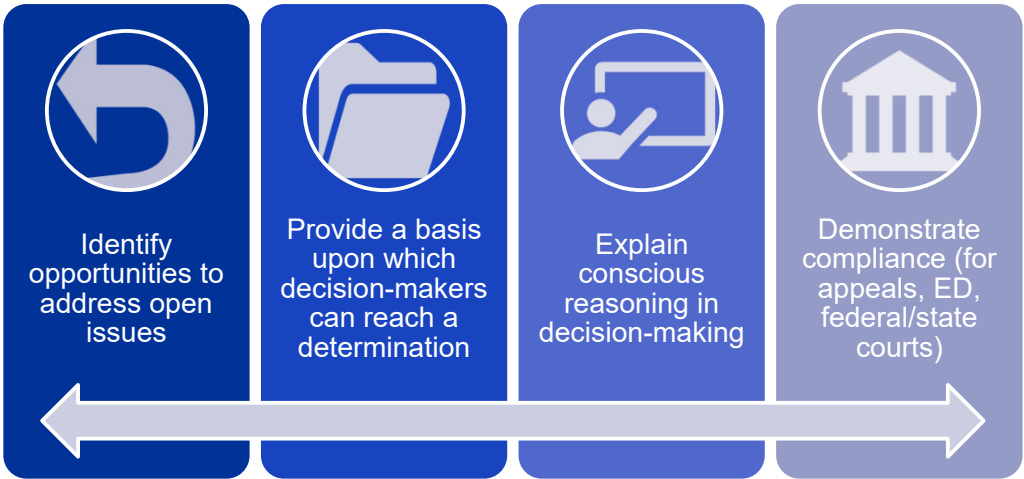 Identify
opportunities to
address open
issues
Provide a basis
upon which
decision-makers
can reach a
determination
Explain
conscious
reasoning in
decision-making
Demonstrate
compliance (for
appeals, ED,
federal/state
courts)